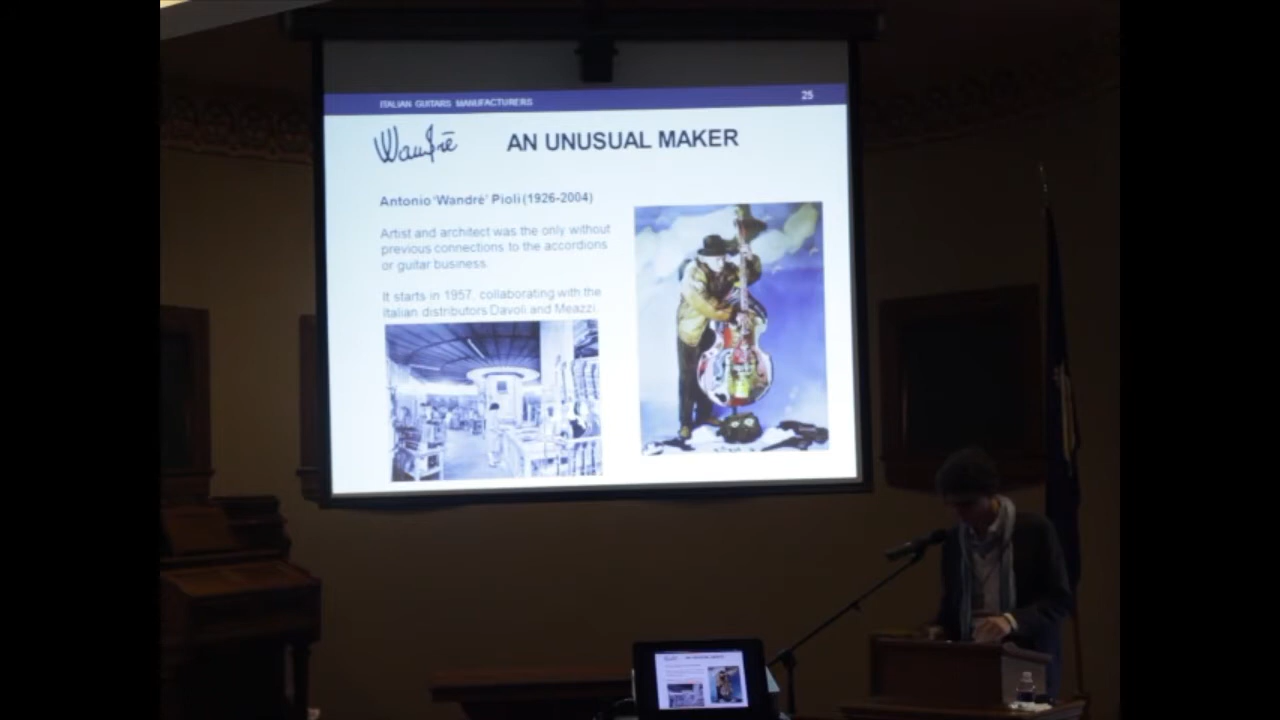 ITALIAN GUITARS MANUFACTURERS
25
Wandrē
AN UNUSUAL MAKER
Antonio 'Wandrè' Pioli (1926-2004)
Artist and architect was the only without
previous connections to the accordions
or guitar business.
It starts in 1957, collaborating with the
Italian distributors Davoli and Meazzi.